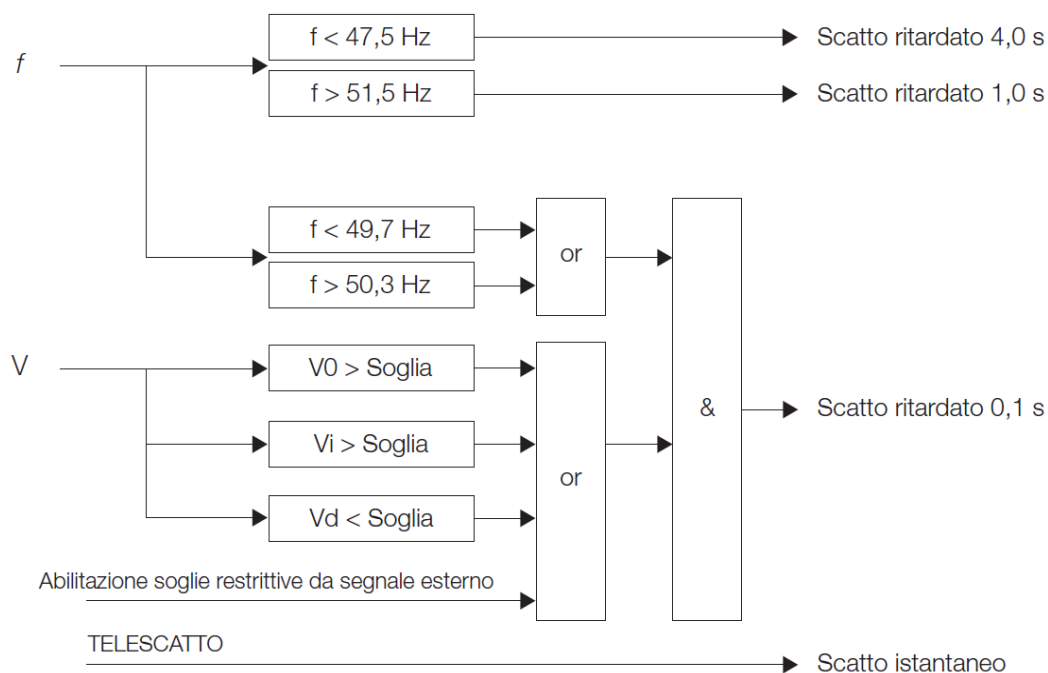 f
f < 47,5 Hz
Scatto ritardato 4,0 s
f > 51,5 Hz
Scatto ritardato 1,0 s
f < 49,7 Hz
f > 50,3 Hz
or
V
V0 > Soglia
Vi > Soglia
Vd < Soglia
or
&
Scatto ritardato 0,1 s
Abilitazione soglie restrittive da segnale esterno
TELESCATTO
Scatto istantaneo